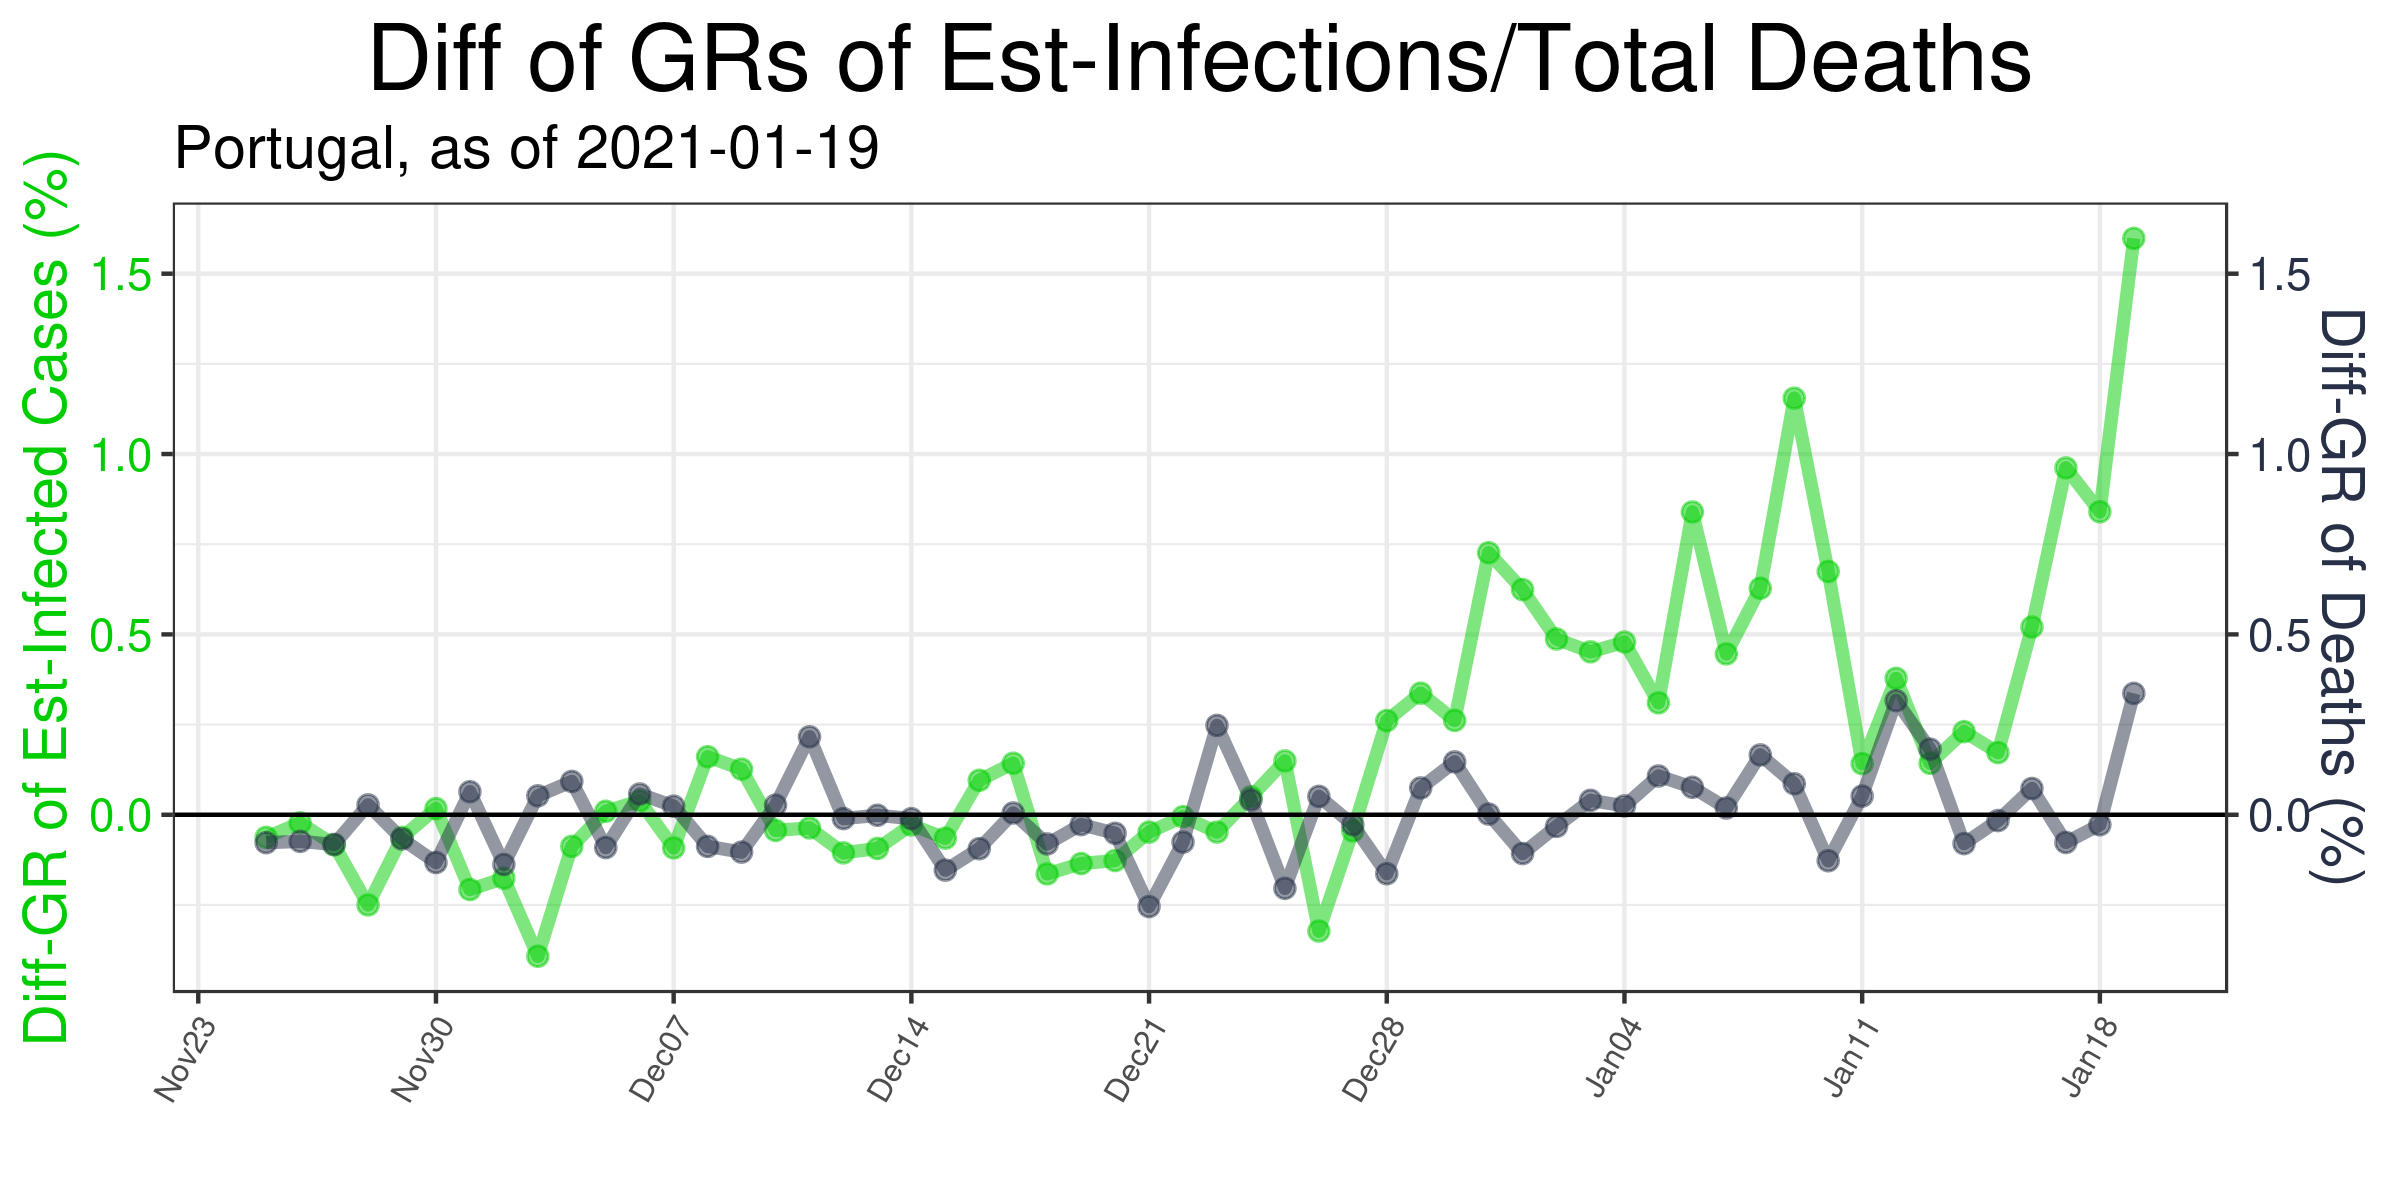 Diff of GRs of Est-Infections/Total Deaths
Portugal, as of 2021-01-19
Diff-GR of Est-Infected Cases (%)
1.5
1.0
0.5
0.0
1.5
1.0
0.5
0.0
Diff-GR of Deaths (%)
Nov23
Nov30
Dec07
Dec14
Dec21
Dec28
Jan04
Jan11
Jan18